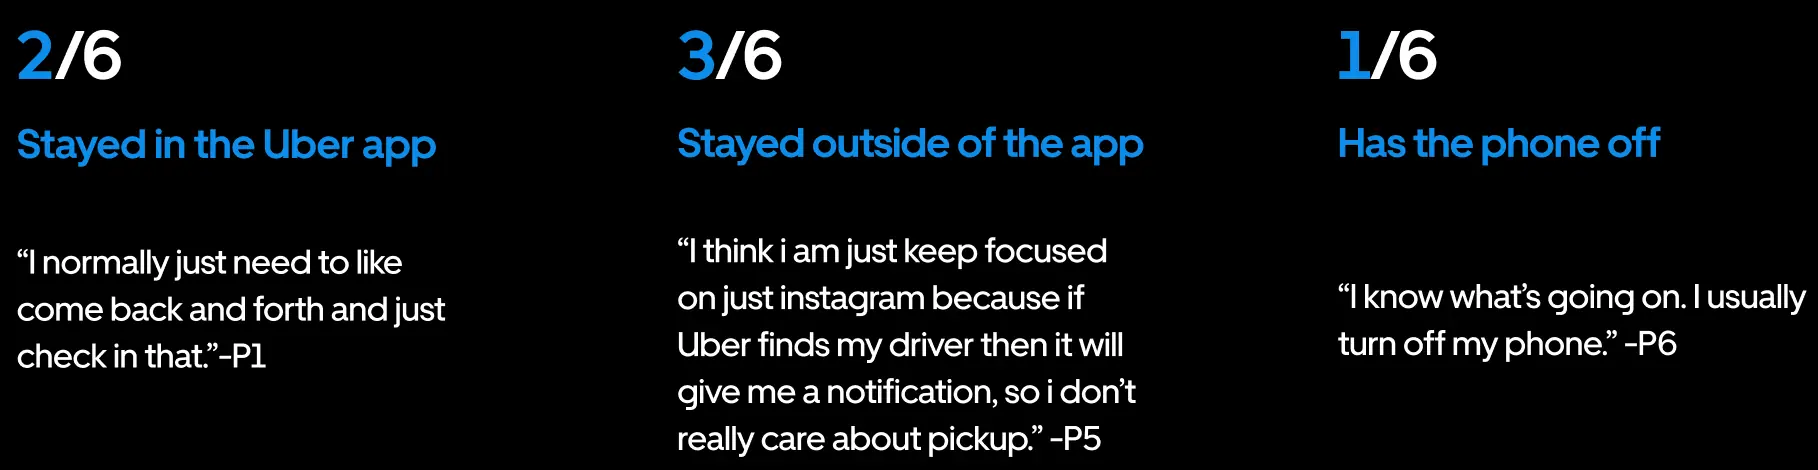 2/6
Stayed in the Uber app
“I normally just need to like
come back and forth and just
check in that.”-P1
3/6
Stayed outside of the app
“I think i am just keep focused
on just instagram because if
Uber finds my driver then it will
give me a notification, so i don’t
really care about pickup.” -P5
1/6
Has the phone off
“I know what’s going on. I usually
turn off my phone.” -P6